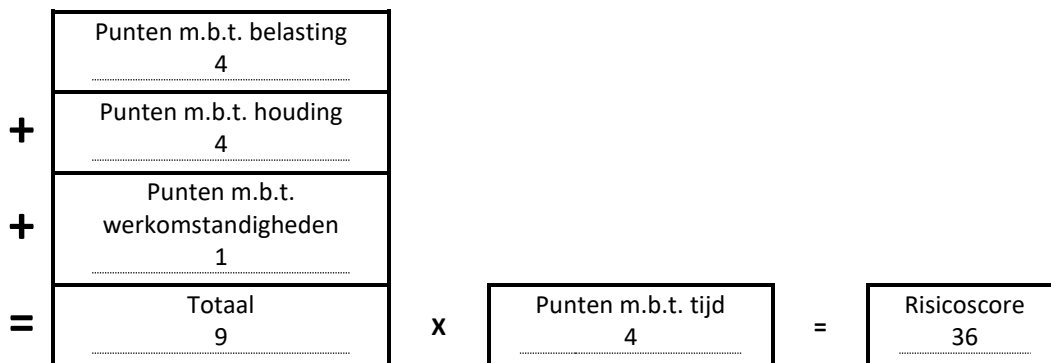 Punten m.b.t. belasting
4
+
Punten m.b.t. houding
4
+
Punten m.b.t.
werkomstandigheden
1
=
Totaal
9
x
Punten m.b.t. tijd
4
=
Risicoscore
36